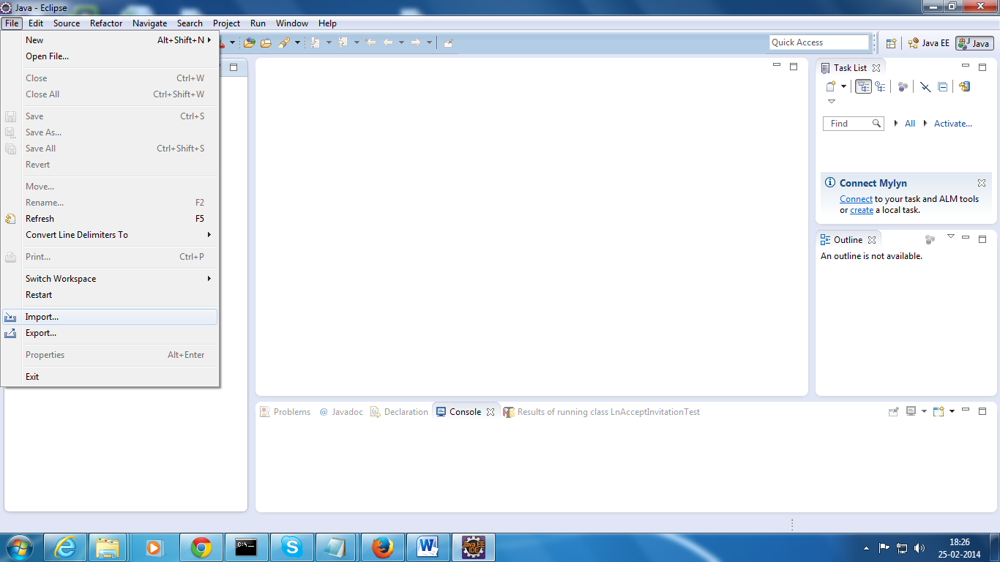 Java - Eclipse
File Edit Source Refactor Navigate Search Project Run Window Help
New Alt+Shift+N
Open File...
Close Ctrl+W
Close All Ctrl+Shift+W
Save Ctrl+S
Save As...
Save All Ctrl+Shift+S
Revert
Move...
Rename... F2
Refresh F5
Convert Line Delimiters To
Print... Ctrl+P
Switch Workspace
Restart
Import...
Export...
Properties Alt+Enter
Exit
Quick Access
Java EE Java
Task List
Find All Activate...
Connect Mylyn
Connect to your task and ALM tools
or create a local task.
Outline
An outline is not available.
Problems @ Javadoc Declaration Console Results of running class LnAcceptInvitationTest
C:\
Java EE
IDE
18:26
25-02-2014